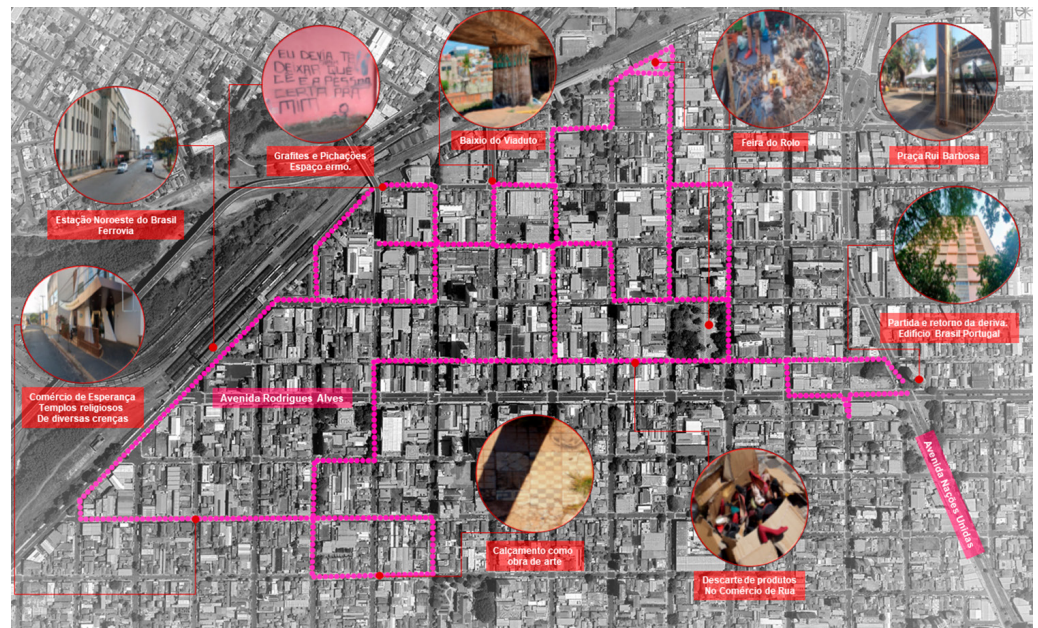 EU DEVIA TE
DEIXAR QUE
LE E A PESSOA
CERTA PRA
MIM
Grafites e Pichações
Espaço ermo.
Baixio do Viaduto
Feira do Rolo
Praça Rui Barbosa
Estação Noroeste do Brasil
Ferrovia
Partida e retorno da deriva,
Edifício Brasil Portugal
Comércio de Esperança
Templos religiosos
De diversas crenças
Avenida Rodrigues Alves
Avenida Nações Unidas
Calçamento como
obra de arte
Descarte de produtos
No Comércio de Rua